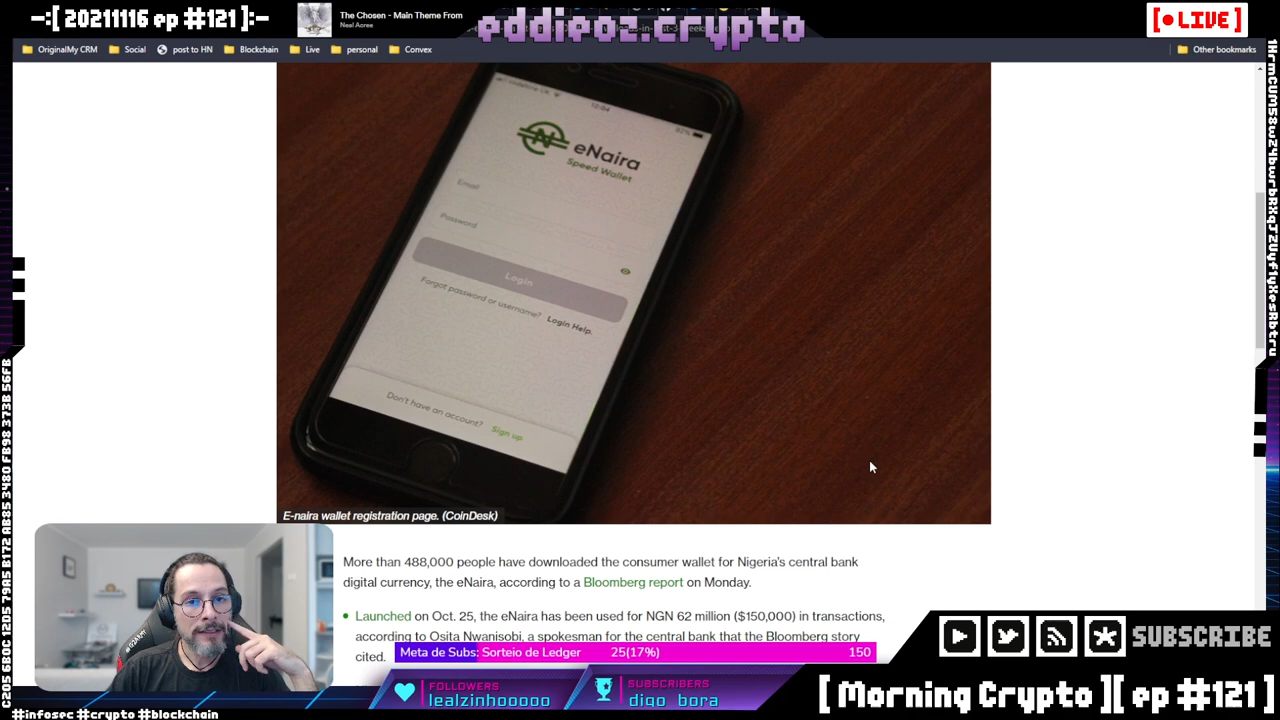 -:[ 20211116 ep #121 ]:-
The Chosen - Main Theme From
Neal Acree
eddieoz.crypto
[● LIVE ]
OriginalMy CRM
Social
post to HN
Blockchain
Live
personal
Convex
Other bookmarks
eNaira
Speed Wallet
Email
Password
Login
Forgot password or username? Login Help.
Don't have an account? Sign up
E-naira wallet registration page. (CoinDesk)
More than 488,000 people have downloaded the consumer wallet for Nigeria's central bank
digital currency, the eNaira, according to a Bloomberg report on Monday.
Launched on Oct. 25, the eNaira has been used for NGN 62 million ($150,000) in transactions,
according to Osita Nwanisobi, a spokesman for the central bank that the Bloomberg story
cited.
Meta de Subs: Sorteio de Ledger 25(17%) 150
FOLLOWERS
lealzinhooooo
SUBSCRIBERS
digo_bora
SUBSCRIBE
[ Morning Crypto ][ ep #121 ]
#infosec #crypto #blockchain